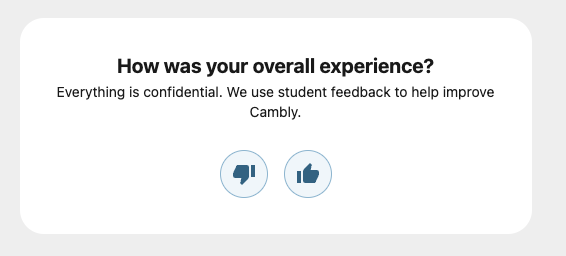 How was your overall experience?
Everything is confidential. We use student feedback to help improve
Cambly.